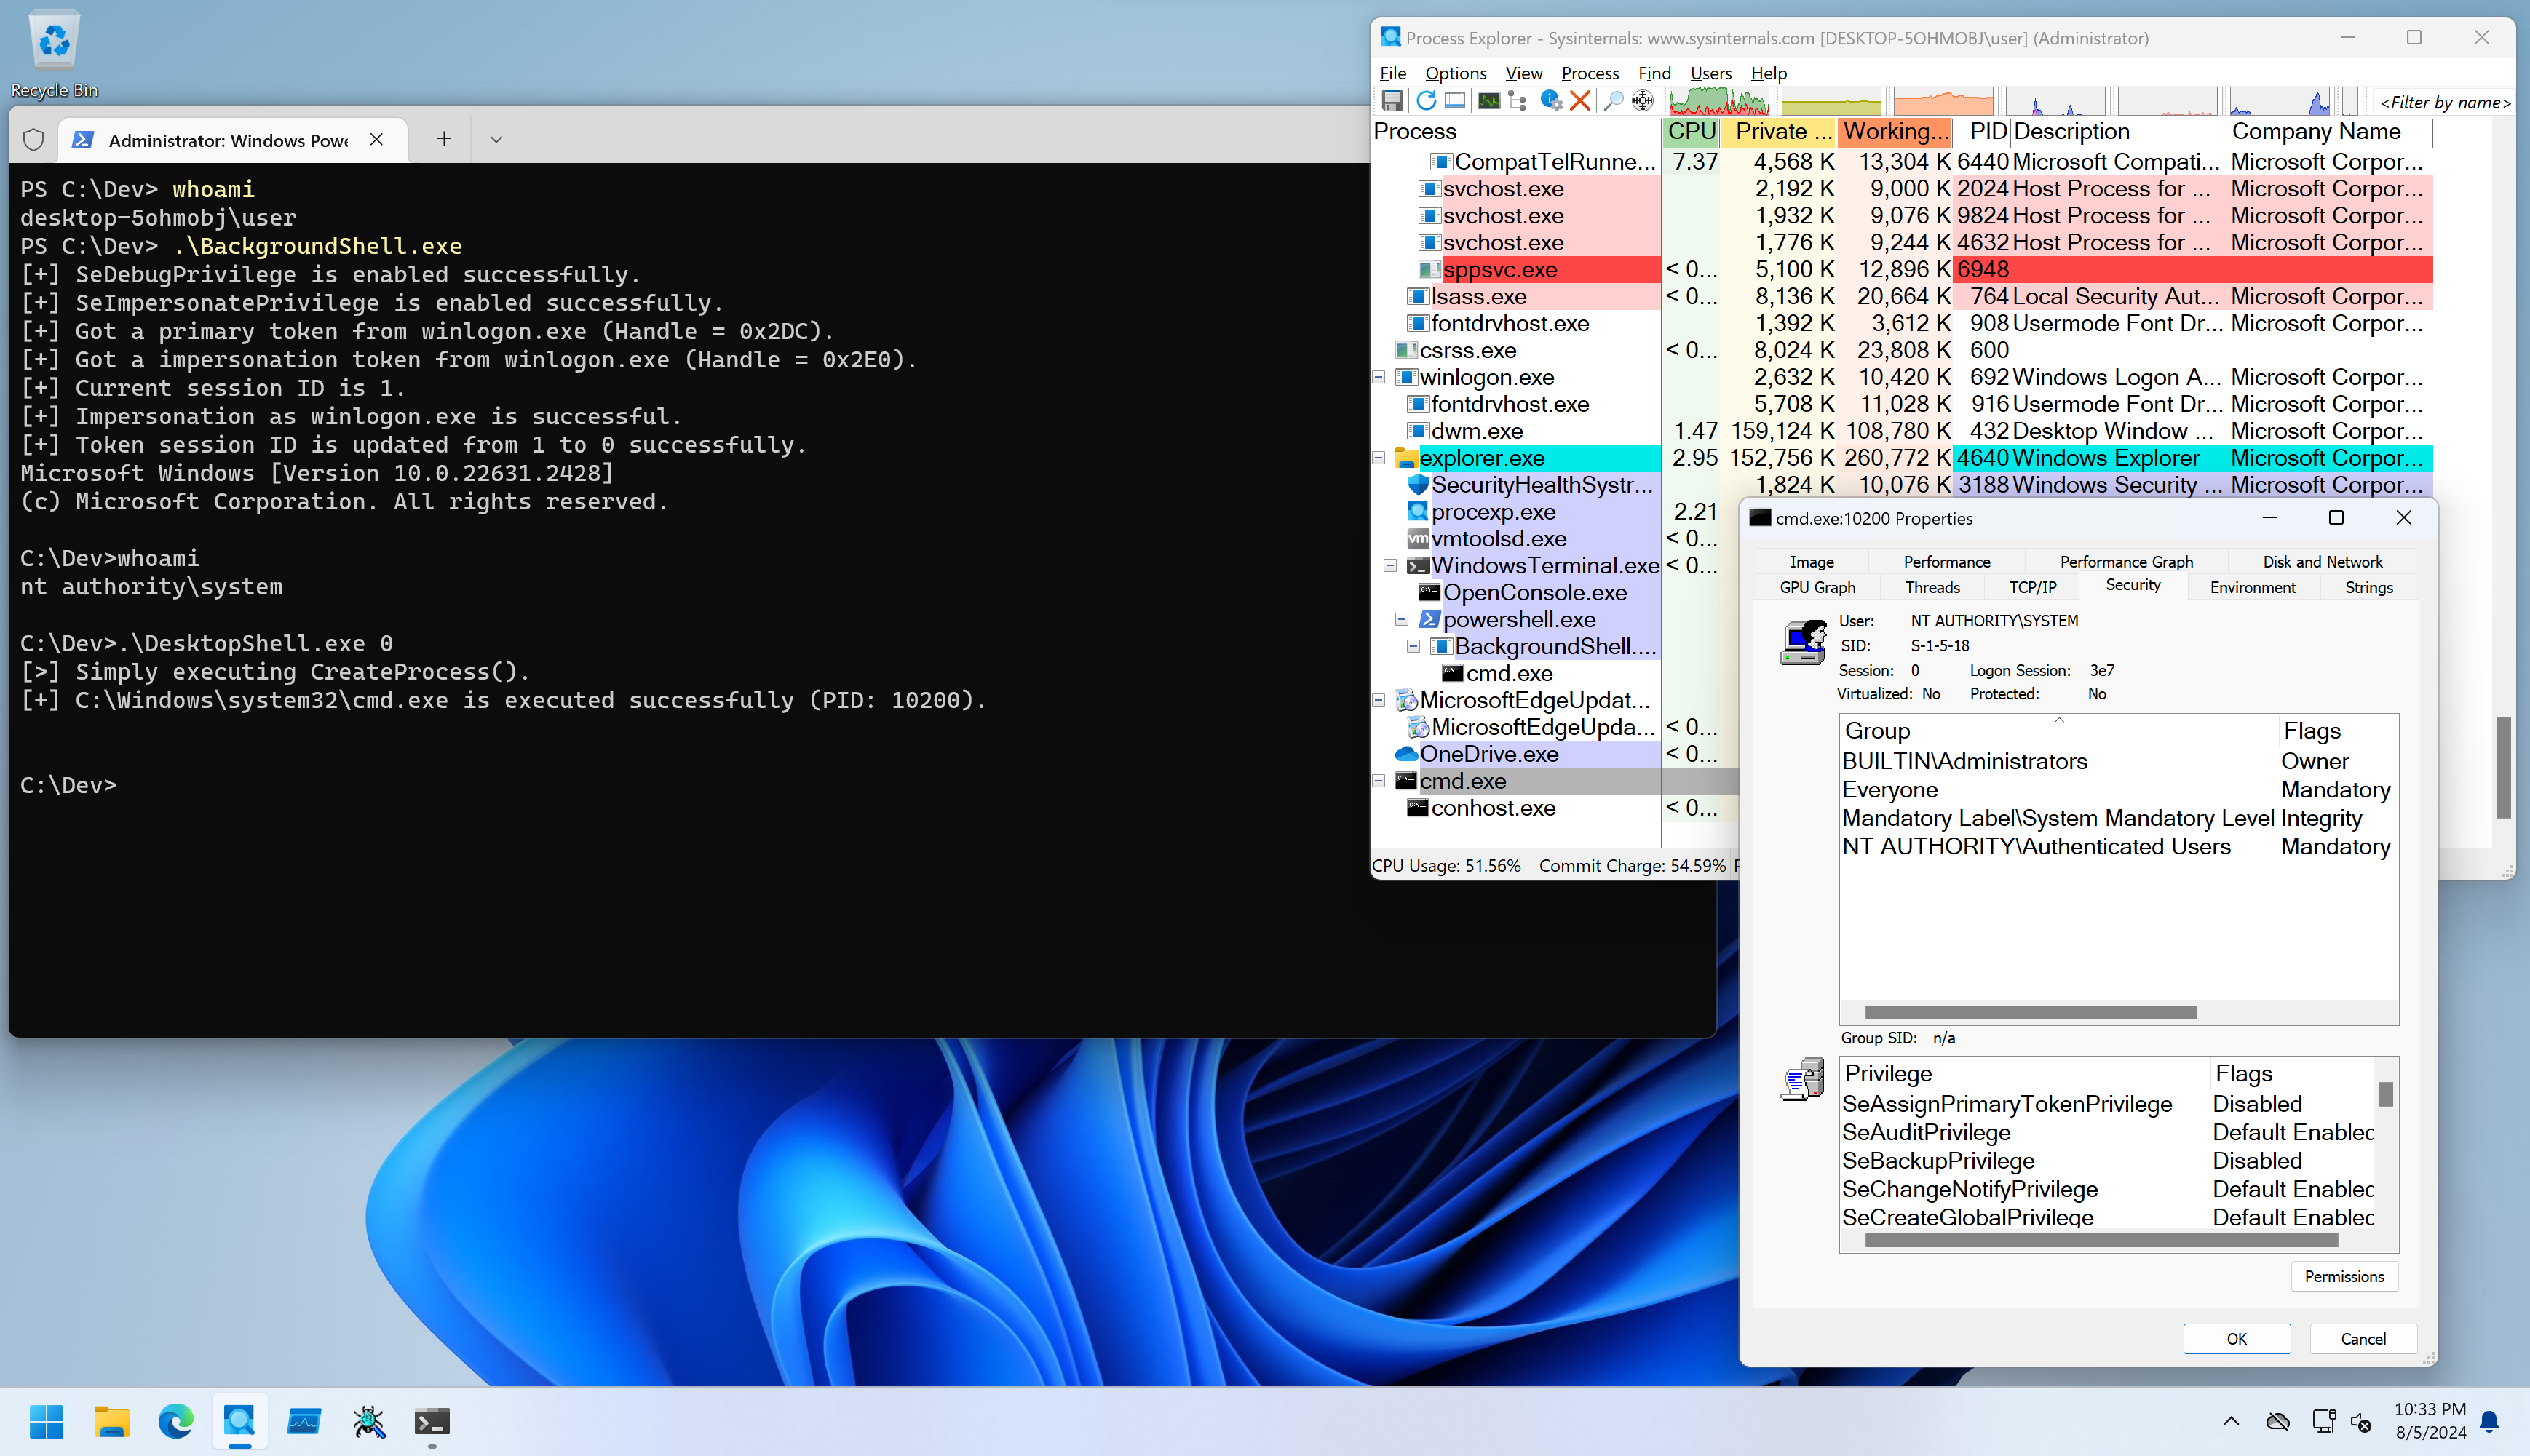 Recycle Bin
Administrator: Windows Powe
PS C:\Dev> whoami
desktop-5ohmobj\user
PS C:\Dev> .\BackgroundShell.exe
[+] SeDebugPrivilege is enabled successfully.
[+] SeImpersonatePrivilege is enabled successfully.
[+] Got a primary token from winlogon.exe (Handle = 0x2DC).
[+] Got a impersonation token from winlogon.exe (Handle = 0x2E0).
[+] Current session ID is 1.
[+] Impersonation as winlogon.exe is successful.
[+] Token session ID is updated from 1 to 0 successfully.
Microsoft Windows [Version 10.0.22631.2428]
(c) Microsoft Corporation. All rights reserved.
C:\Dev>whoami
nt authority\system
C:\Dev>.\DesktopShell.exe 0
[>] Simply executing CreateProcess().
[+] C:\Windows\system32\cmd.exe is executed successfully (PID: 10200).
C:\Dev>
Process Explorer - Sysinternals: www.sysinternals.com [DESKTOP-5OHMOBJ\user] (Administrator)
File Options View Process Find Users Help
<Filter by name>
Process CPU Private ... Working... PID Description Company Name
CompatTelRunne... 7.37 4,568 K 13,304 K 6440 Microsoft Compati... Microsoft Corpor...
svchost.exe 2,192 K 9,000 K 2024 Host Process for ... Microsoft Corpor...
svchost.exe 1,932 K 9,076 K 9824 Host Process for ... Microsoft Corpor...
svchost.exe 1,776 K 9,244 K 4632 Host Process for ... Microsoft Corpor...
sppsvc.exe < 0... 5,100 K 12,896 K 6948
lsass.exe < 0... 8,136 K 20,664 K 764 Local Security Aut... Microsoft Corpor...
fontdrvhost.exe 1,392 K 3,612 K 908 Usermode Font Dr... Microsoft Corpor...
csrss.exe < 0... 8,024 K 23,808 K 600
winlogon.exe 2,632 K 10,420 K 692 Windows Logon A... Microsoft Corpor...
fontdrvhost.exe 5,708 K 11,028 K 916 Usermode Font Dr... Microsoft Corpor...
dwm.exe 1.47 159,124 K 108,780 K 432 Desktop Window ... Microsoft Corpor...
explorer.exe 2.95 152,756 K 260,772 K 4640 Windows Explorer Microsoft Corpor...
SecurityHealthSystr... 1,824 K 10,076 K 3188 Windows Security ... Microsoft Corpor...
procexp.exe 2.21
vmtoolsd.exe < 0...
WindowsTerminal.exe < 0...
OpenConsole.exe
powershell.exe
BackgroundShell....
cmd.exe
MicrosoftEdgeUpdat...
MicrosoftEdgeUpda... < 0...
OneDrive.exe < 0...
cmd.exe
conhost.exe < 0...
CPU Usage: 51.56% Commit Charge: 54.59%
cmd.exe:10200 Properties
Image Performance Performance Graph Disk and Network
GPU Graph Threads TCP/IP Security Environment Strings
User: NT AUTHORITY\SYSTEM
SID: S-1-5-18
Session: 0 Logon Session: 3e7
Virtualized: No Protected: No
Group Flags
BUILTIN\Administrators Owner
Everyone Mandatory
Mandatory Label\System Mandatory Level Integrity
NT AUTHORITY\Authenticated Users Mandatory
Group SID: n/a
Privilege Flags
SeAssignPrimaryTokenPrivilege Disabled
SeAuditPrivilege Default Enabled
SeBackupPrivilege Disabled
SeChangeNotifyPrivilege Default Enabled
SeCreateGlobalPrivilege Default Enabled
Permissions
OK Cancel
10:33 PM
8/5/2024